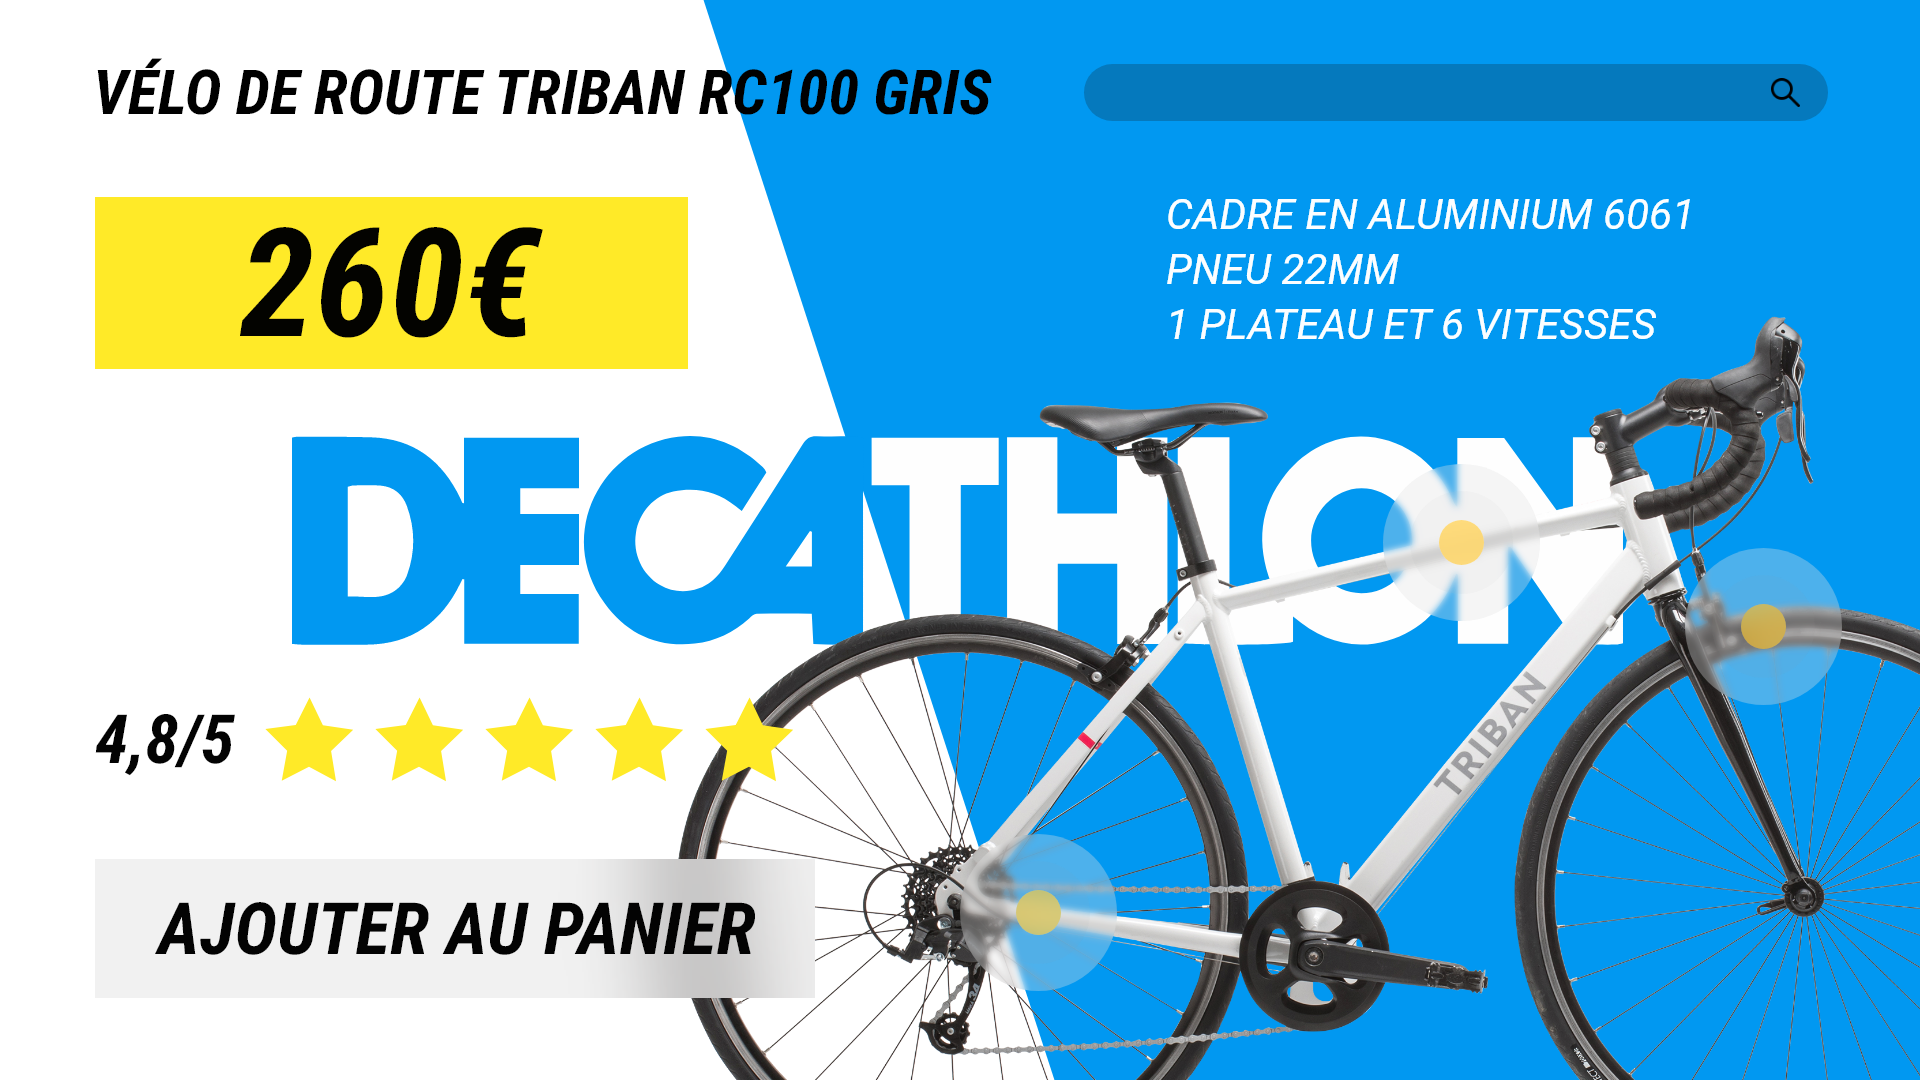 VÉLO DE ROUTE TRIBAN RC100 GRIS
260€
CADRE EN ALUMINIUM 6061
PNEU 22MM
1 PLATEAU ET 6 VITESSES
DECATHLON
TRIBAN
4,8/5
AJOUTER AU PANIER